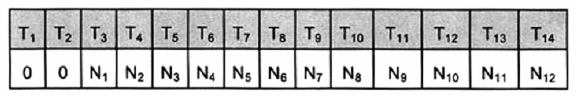 T₁ T₂ T₃ T₄ T₅ T₆ T₇ T₈ T₉ T₁₀ T₁₁ T₁₂ T₁₃ T₁₄
0 0 N₁ N₂ N₃ N₄ N₅ N₆ N₇ N₈ N₉ N₁₀ N₁₁ N₁₂